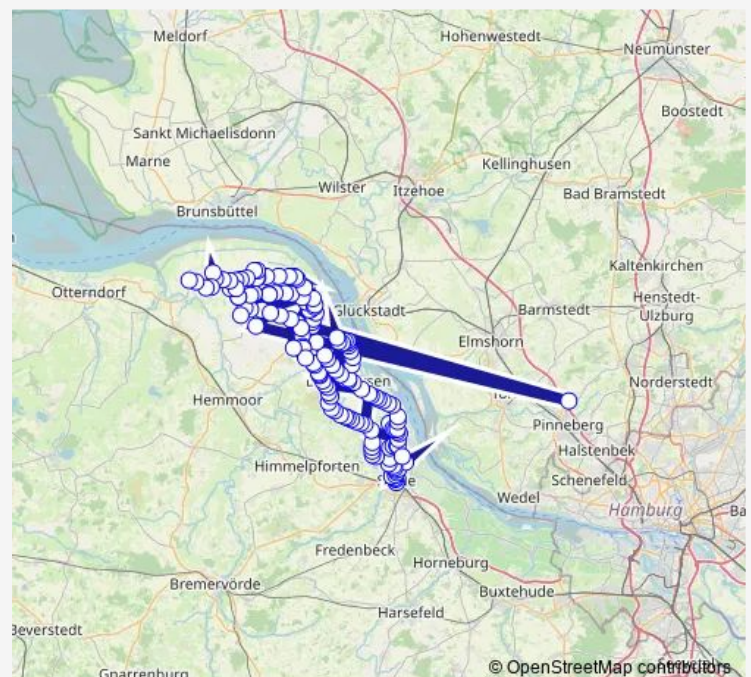 Meldorf
Hohenwestedt
Neumünster
Boostedt
Sankt Michaelisdonn
Marne
Kellinghusen
Wilster
Itzehoe
Bad Bramstedt
Brunsbüttel
Kaltenkirchen
Otterndorf
Henstedt-
Ulzburg
Glückstadt
Barmstedt
Elmshorn
Norderstedt
Hemmoor
Pinneberg
Halstenbek
Himmelpforten
Schenefeld
Wedel
Hamburg
Fredenbeck
Horneburg
Bremervörde
Buxtehude
Harsefeld
Beverstedt
Gnarrenburg
© OpenStreetMap contributors